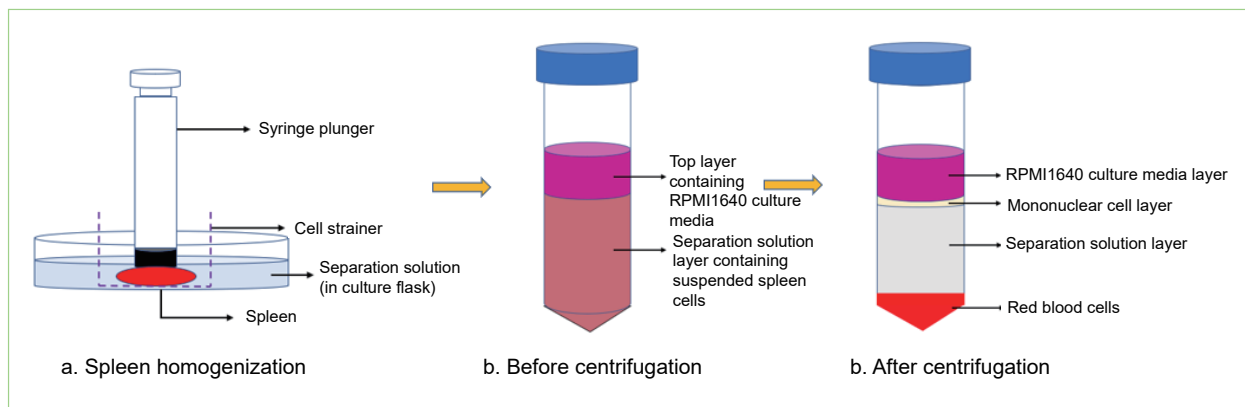 Syringe plunger
Cell strainer
Separation solution
(in culture flask)
Spleen
a. Spleen homogenization
Top layer
containing
RPMI1640 culture
media
Separation solution
layer containing
suspended spleen
cells
b. Before centrifugation
RPMI1640 culture media layer
Mononuclear cell layer
Separation solution layer
Red blood cells
b. After centrifugation